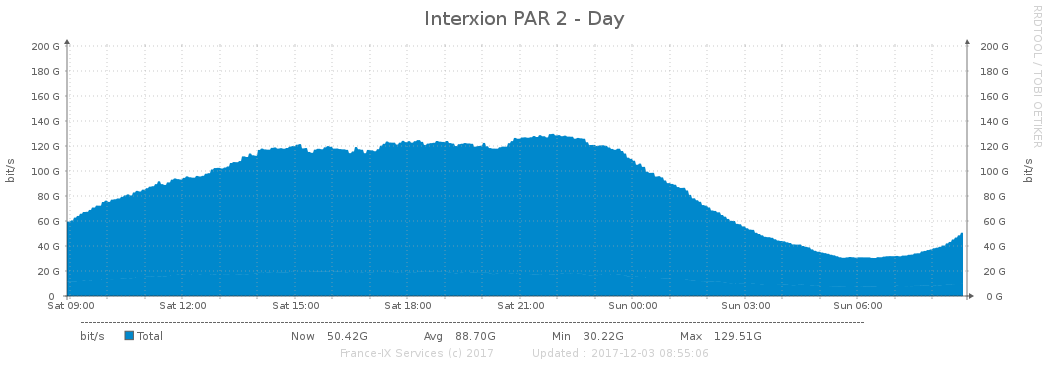 Interxion PAR 2 - Day
RRDTOOL / TOBI OETIKER
bit/s
bit/s
200 G 200 G
180 G 180 G
160 G 160 G
140 G 140 G
120 G 120 G
100 G 100 G
80 G 80 G
60 G 60 G
40 G 40 G
20 G 20 G
0 0 G
Sat 09:00 Sat 12:00 Sat 15:00 Sat 18:00 Sat 21:00 Sun 00:00 Sun 03:00 Sun 06:00
bit/s Total Now 50.42G Avg 88.70G Min 30.22G Max 129.51G
France-IX Services (c) 2017 Updated : 2017-12-03 08:55:06